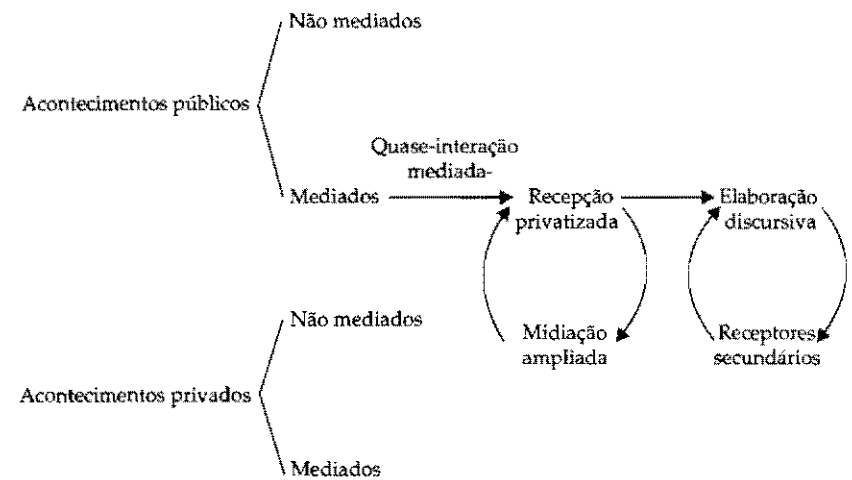 Não mediados
Acontecimentos públicos
Quase-interação
mediada-
Mediados
Recepção
privatizada
Elaboração
discursiva
Não mediados
Midiação
ampliada
Receptores
secundários
Acontecimentos privados
Mediados